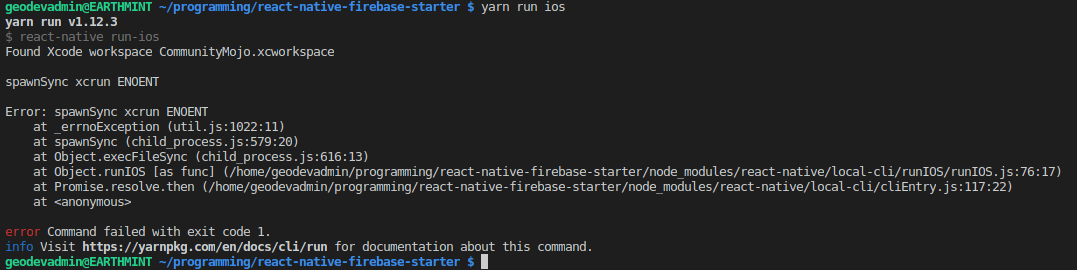 geodevadmin@EARTHMINT ~/programming/react-native-firebase-starter $ yarn run ios
yarn run v1.12.3
$ react-native run-ios
Found Xcode workspace CommunityMojo.xcworkspace
spawnSync xcrun ENOENT
Error: spawnSync xcrun ENOENT
    at _errnoException (util.js:1022:11)
    at spawnSync (child_process.js:579:20)
    at Object.execFileSync (child_process.js:616:13)
    at Object.runIOS [as func] (/home/geodevadmin/programming/react-native-firebase-starter/node_modules/react-native/local-cli/runIOS/runIOS.js:76:17)
    at Promise.resolve.then (/home/geodevadmin/programming/react-native-firebase-starter/node_modules/react-native/local-cli/cliEntry.js:117:22)
    at <anonymous>
error Command failed with exit code 1.
info Visit https://yarnpkg.com/en/docs/cli/run for documentation about this command.
geodevadmin@EARTHMINT ~/programming/react-native-firebase-starter $